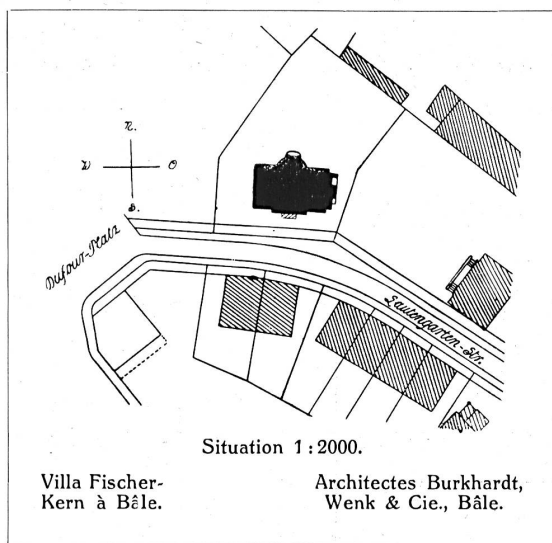 N.
W O
S.
Dufour-Platz
Lautengarten-Str.
Situation 1 : 2000.
Villa Fischer-
Kern à Bâle.
Architectes Burkhardt,
Wenk & Cie., Bâle.